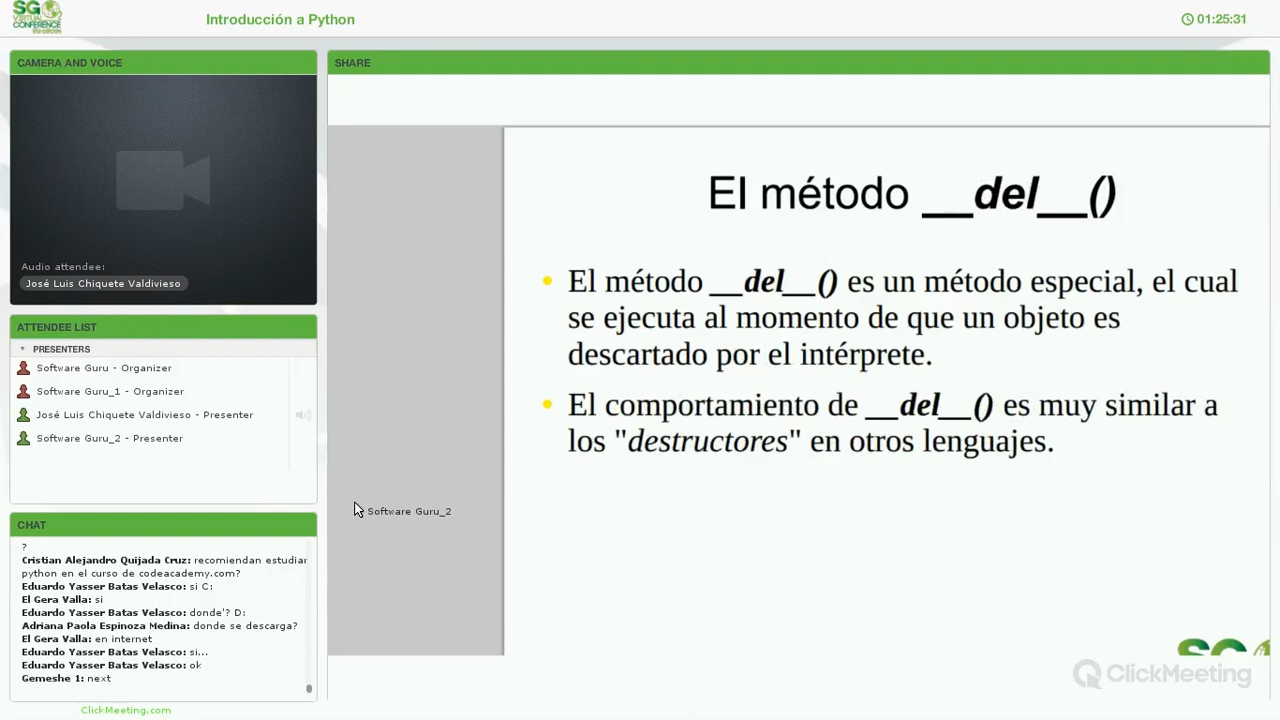 SG
VIRTUAL
CONFERENCE
Introducción a Python
01:25:31
CAMERA AND VOICE
Audio attendee:
José Luis Chiquete Valdivieso
ATTENDEE LIST
PRESENTERS
Software Guru - Organizer
Software Guru_1 - Organizer
José Luis Chiquete Valdivieso - Presenter
Software Guru_2 - Presenter
CHAT
?
Cristian Alejandro Quijada Cruz: recomiendan estudiar
python en el curso de codeacademy.com?
Eduardo Yasser Batas Velasco: si C:
El Gera Valla: si
Eduardo Yasser Batas Velasco: donde'? D:
Adriana Paola Espinoza Medina: donde se descarga?
El Gera Valla: en internet
Eduardo Yasser Batas Velasco: si...
Eduardo Yasser Batas Velasco: ok
Gemeshe 1: next
ClickMeeting.com
SHARE
El método __del__()
El método __del__() es un método especial, el cual
se ejecuta al momento de que un objeto es
descartado por el intérprete.
El comportamiento de __del__() es muy similar a
los "destructores" en otros lenguajes.
Software Guru_2
SG
ClickMeeting